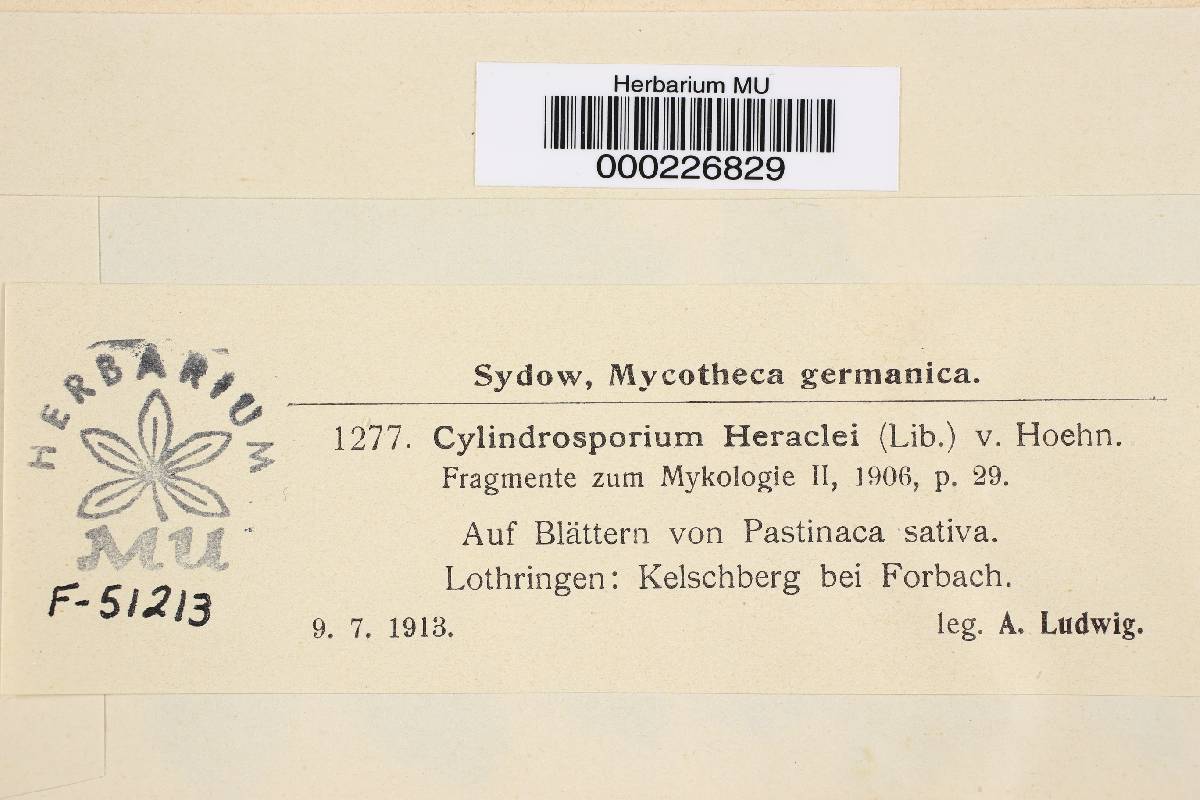 Herbarium MU
000226829
HERBARIUM
MU
F-51213
Sydow, Mycotheca germanica.
1277. Cylindrosporium Heraclei (Lib.) v. Hoehn.
Fragmente zum Mykologie II, 1906, p. 29.
Auf Blättern von Pastinaca sativa.
Lothringen: Kelschberg bei Forbach.
9. 7. 1913. leg. A. Ludwig.